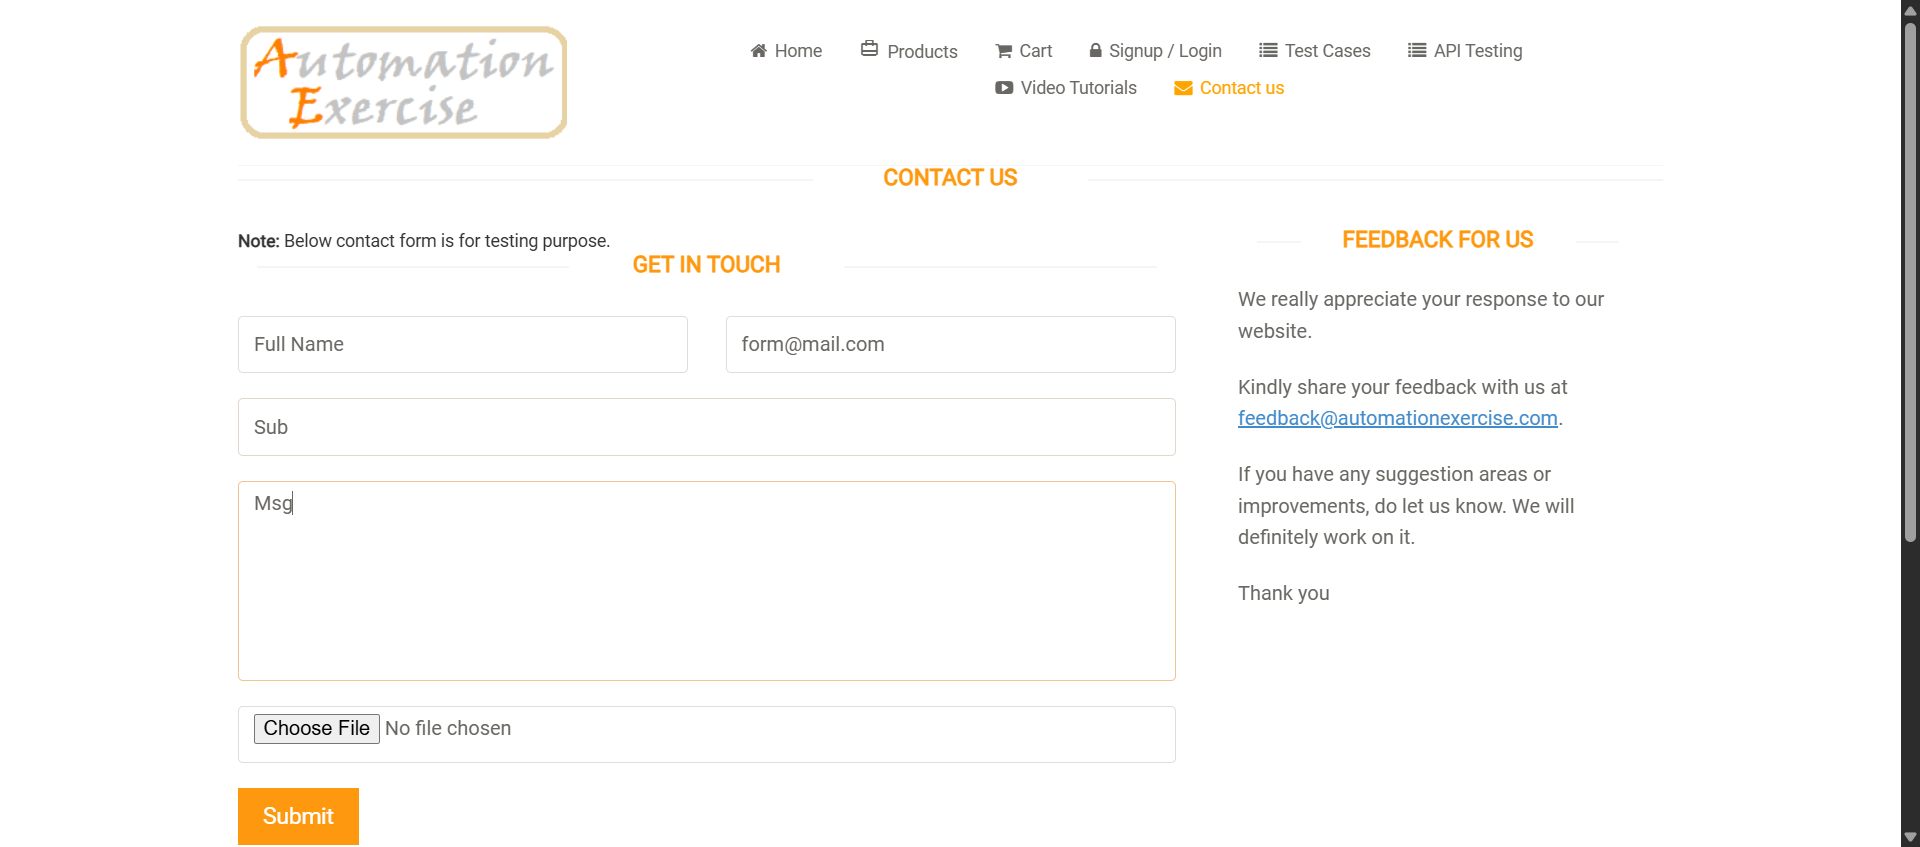 Automation
Exercise
Home Products Cart Signup / Login Test Cases API Testing
Video Tutorials Contact us
CONTACT US
Note: Below contact form is for testing purpose.
GET IN TOUCH
Full Name form@mail.com
Sub
Msg
Choose File No file chosen
Submit
FEEDBACK FOR US
We really appreciate your response to our
website.
Kindly share your feedback with us at
feedback@automationexercise.com.
If you have any suggestion areas or
improvements, do let us know. We will
definitely work on it.
Thank you